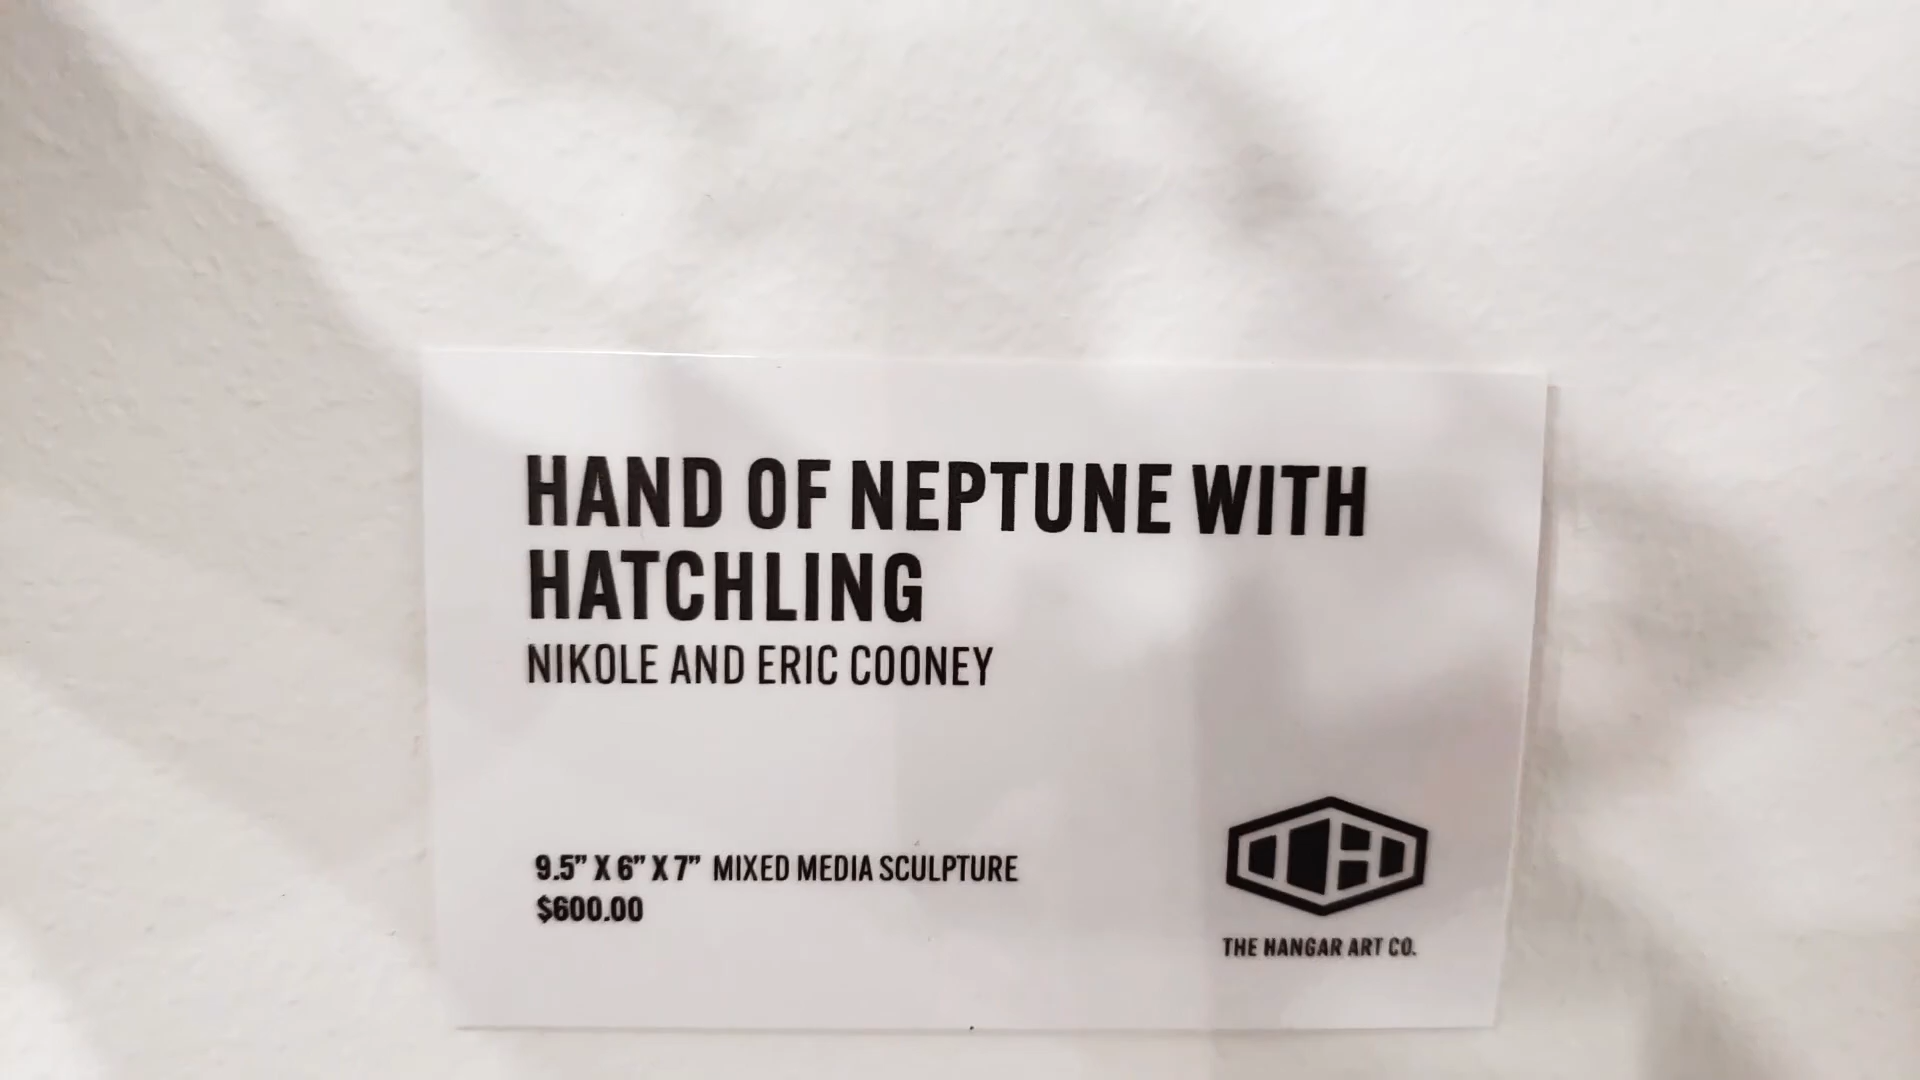 HAND OF NEPTUNE WITH
HATCHLING
NIKOLE AND ERIC COONEY
9.5” X 6” X 7” MIXED MEDIA SCULPTURE
$600.00
THE HANGAR ART CO.